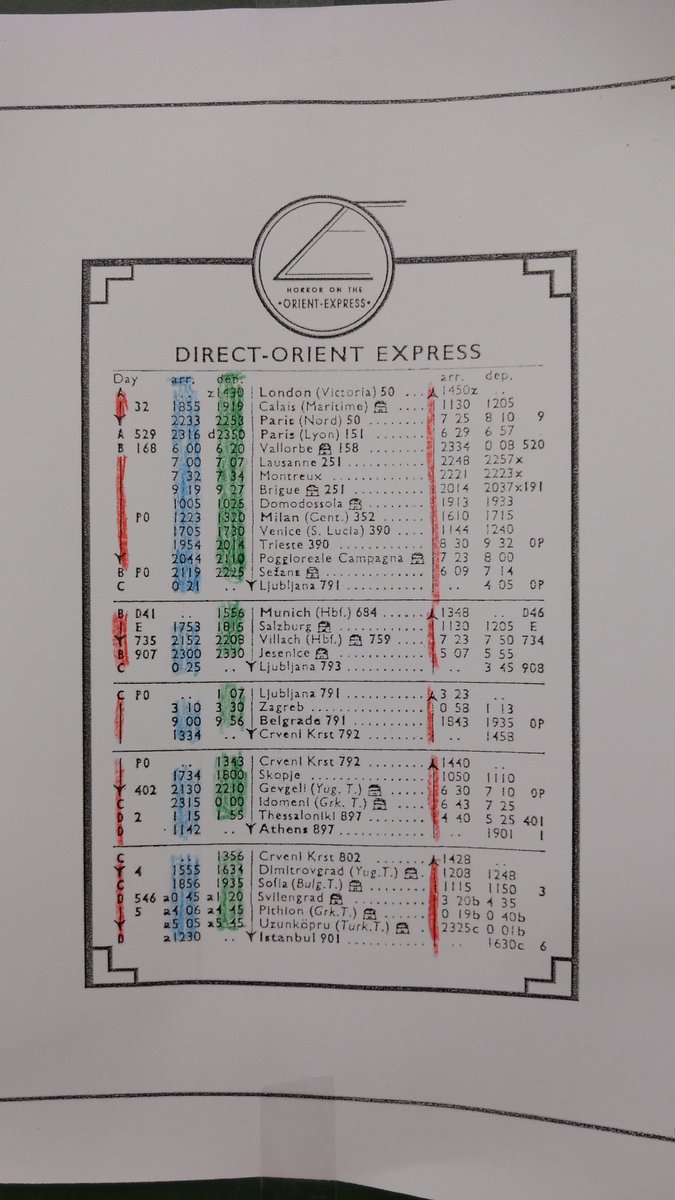 HORROR ON THE
•ORIENT-EXPRESS•
DIRECT-ORIENT EXPRESS
Day arr. dep. arr. dep.
A .. z1430 London (Victoria) 50 .... 1450z ..
32 1855 1919 Calais (Maritime) .... 1130 1205
2233 2253 Paris (Nord) 50 ........ 7 25 8 10 9
A 529 2316 d2350 Paris (Lyon) 151 ........ 6 29 6 57
B 168 6 00 6 20 Vallorbe 158 ........ 2334 0 08 520
7 00 7 07 Lausanne 251 ........ 2248 2257x
7 32 7 34 Montreux ........ 2221 2223x
9 19 9 27 Brigue 251 ........ 2014 2037x191
1005 1025 Domodossola ........ 1913 1933
PO 1223 1320 Milan (Cent.) 352 ........ 1610 1715
1705 1730 Venice (S. Lucia) 390 .... 1144 1240
1954 2014 Trieste 390 ........ 8 30 9 32 OP
2044 2110 Poggloreale Campagna 7 23 8 00
B PO 2119 2225 Sežana ........ 6 09 7 14
C 0 21 .. Ljubljana 791 ........ .. 4 05 OP
B D41 .. 1556 Munich (Hbf.) 684 ........ 1348 .. D46
E 1753 1816 Salzburg ........ 1130 1205 E
735 2152 2208 Villach (Hbf.) 759 .... 7 23 7 50 734
B 907 2300 2330 Jesenice ........ 5 07 5 55
C 0 25 .. Ljubljana 793 ........ .. 3 45 908
C PO .. 1 07 Ljubljana 791 ........ 3 23 ..
3 10 3 30 Zagreb ........ 0 58 1 13
9 00 9 56 Belgrade 791 ........ 1843 1935 OP
1334 .. Crveni Krst 792 ........ .. 1458
PO .. 1343 Crveni Krst 792 ........ 1440 ..
1734 1800 Skopje ........ 1050 1110
402 2130 2210 Gevgeli (Yug. T.) .... 6 30 7 10 OP
C 2315 0 00 Idomeni (Grk. T.) .... 6 43 7 25
D 2 1 15 1 55 Thessaloniki 897 ........ 4 40 5 25 401
D 1142 .. Athens 897 ........ .. 1901 1
C .. 1356 Crveni Krst 802 ........ 1428 ..
4 1555 1634 Dimitrovgrad (Yug.T.) 1208 1248
C 1856 1935 Sofia (Bulg.T.) .... 1115 1150 3
D 546 a0 45 a1 20 Svilengrad ........ 3 20b 4 35
5 a4 06 a4 45 Pithion (Grk.T.) .... 0 19b 0 40b
a5 05 a5 45 Uzunköpru (Turk.T.) 2325c 0 01b
D a1230 .. Istanbul 901 ........ .. 1630c 6